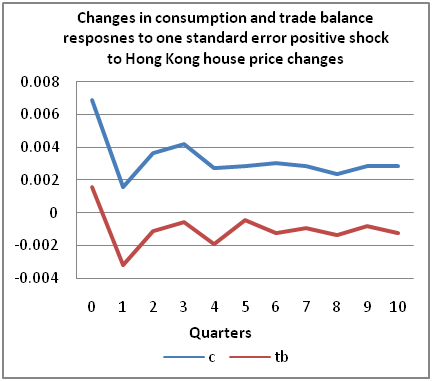 Changes in consumption and trade balance
resposnes to one standard error positive shock
to Hong Kong house price changes
0.008
0.006
0.004
0.002
0
-0.002
-0.004
0 1 2 3 4 5 6 7 8 9 10
Quarters
c tb